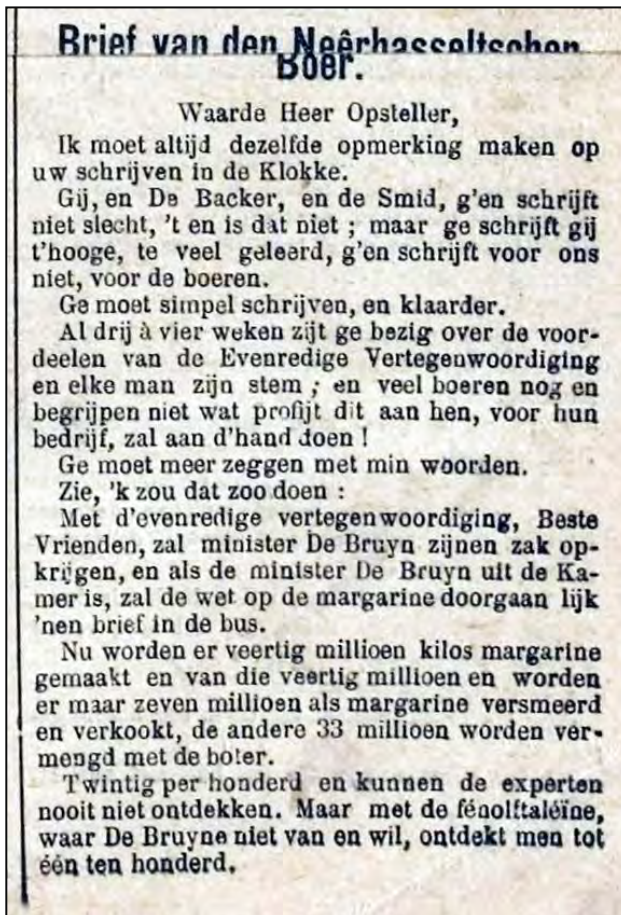 Brief van den Neêrhasseltschen
Boer.
Waarde Heer Opsteller,
Ik moet altijd dezelfde opmerking maken op
uw schrijven in de Klokke.
Gij, en De Backer, en de Smid, g'en schrijft
niet slecht, 't en is dat niet ; maar ge schrijft gij
t'hooge, te veel geleerd, g'en schrijft voor ons
niet, voor de boeren.
Ge moet simpel schrijven, en klaarder.
Al drij à vier weken zijt ge bezig over de voor-
deelen van de Evenredige Vertegenwoordiging
en elke man zijn stem ; en veel boeren nog en
begrijpen niet wat profijt dit aan hen, voor hun
bedrijf, zal aan d'hand doen !
Ge moet meer zeggen met min woorden.
Zie, 'k zou dat zoo doen :
Met d'evenredige vertegenwoordiging, Beste
Vrienden, zal minister De Bruyn zijnen zak op-
krijgen, en als de minister De Bruyn uit de Ka-
mer is, zal de wet op de margarine doorgaan lijk
'nen brief in de bus.
Nu worden er veertig millioen kilos margarine
gemaakt en van die veertig millioen en worden
er maar zeven millioen als margarine versmeerd
en verkookt, de andere 33 millioen worden ver-
mengd met de boter.
Twintig per honderd en kunnen de experten
nooit niet ontdekken. Maar met de fénolftaléïne,
waar De Bruyne niet van en wil, ontdekt men tot
één ten honderd.